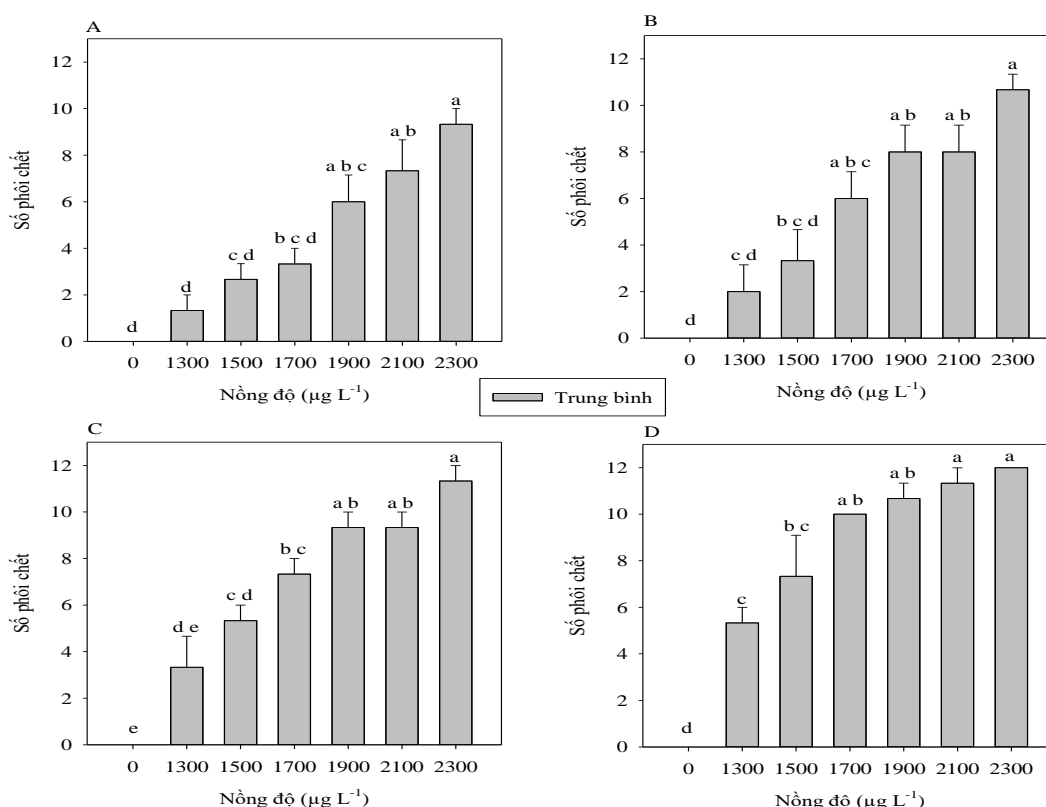 A
Số phôi chết
12
10
8
6
4
2
0
d
d
c d
b c d
a b c
a b
a
0 1300 1500 1700 1900 2100 2300
Nồng độ (µg L-1)
B
Số phôi chết
12
10
8
6
4
2
0
d
c d
b c d
a b c
a b
a b
a
0 1300 1500 1700 1900 2100 2300
Nồng độ (µg L-1)
Trung bình
C
Số phôi chết
12
10
8
6
4
2
0
e
d e
c d
b c
a b
a b
a
0 1300 1500 1700 1900 2100 2300
Nồng độ (µg L-1)
D
Số phôi chết
12
10
8
6
4
2
0
d
c
b c
a b
a b
a
a
0 1300 1500 1700 1900 2100 2300
Nồng độ (µg L-1)